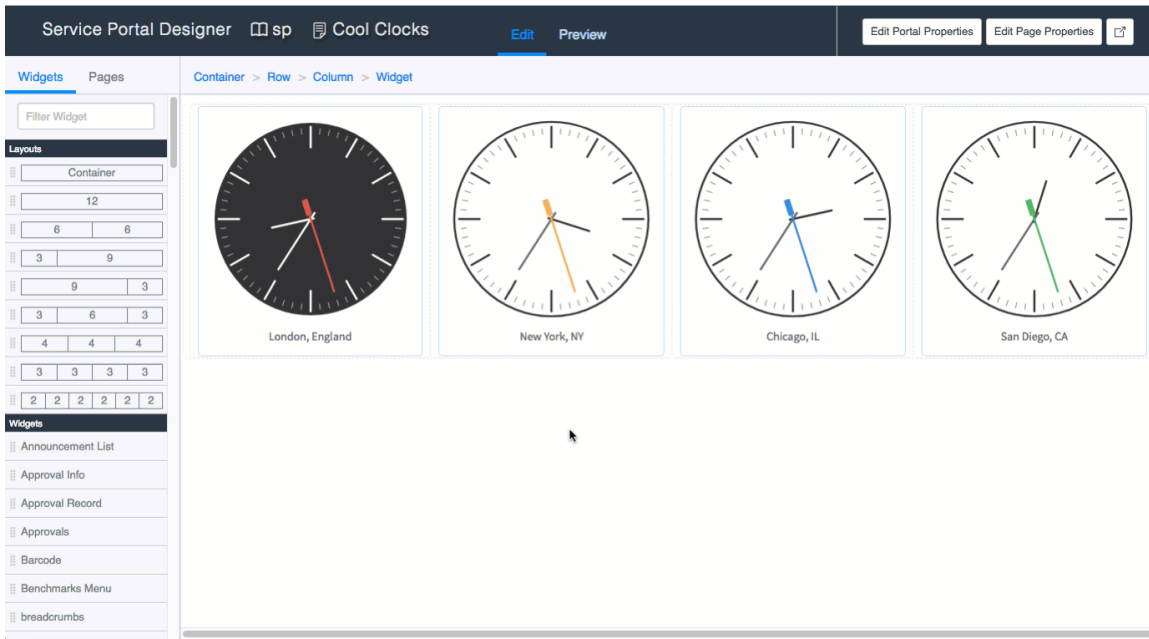 Service Portal Designer sp Cool Clocks Edit Preview Edit Portal Properties Edit Page Properties
Widgets Pages
Container > Row > Column > Widget
Filter Widget
Layouts
Container
12
6 6
3 9
9 3
3 6 3
4 4 4
3 3 3 3
2 2 2 2 2 2
Widgets
Announcement List
Approval Info
Approval Record
Approvals
Barcode
Benchmarks Menu
breadcrumbs
London, England
New York, NY
Chicago, IL
San Diego, CA